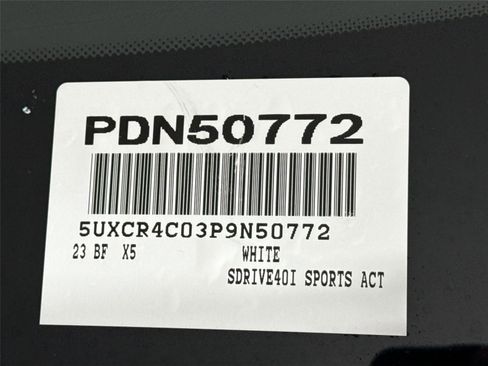 PDN50772
5UXCR4C03P9N50772
23 BF X5 WHITE
SDRIVE40I SPORTS ACT